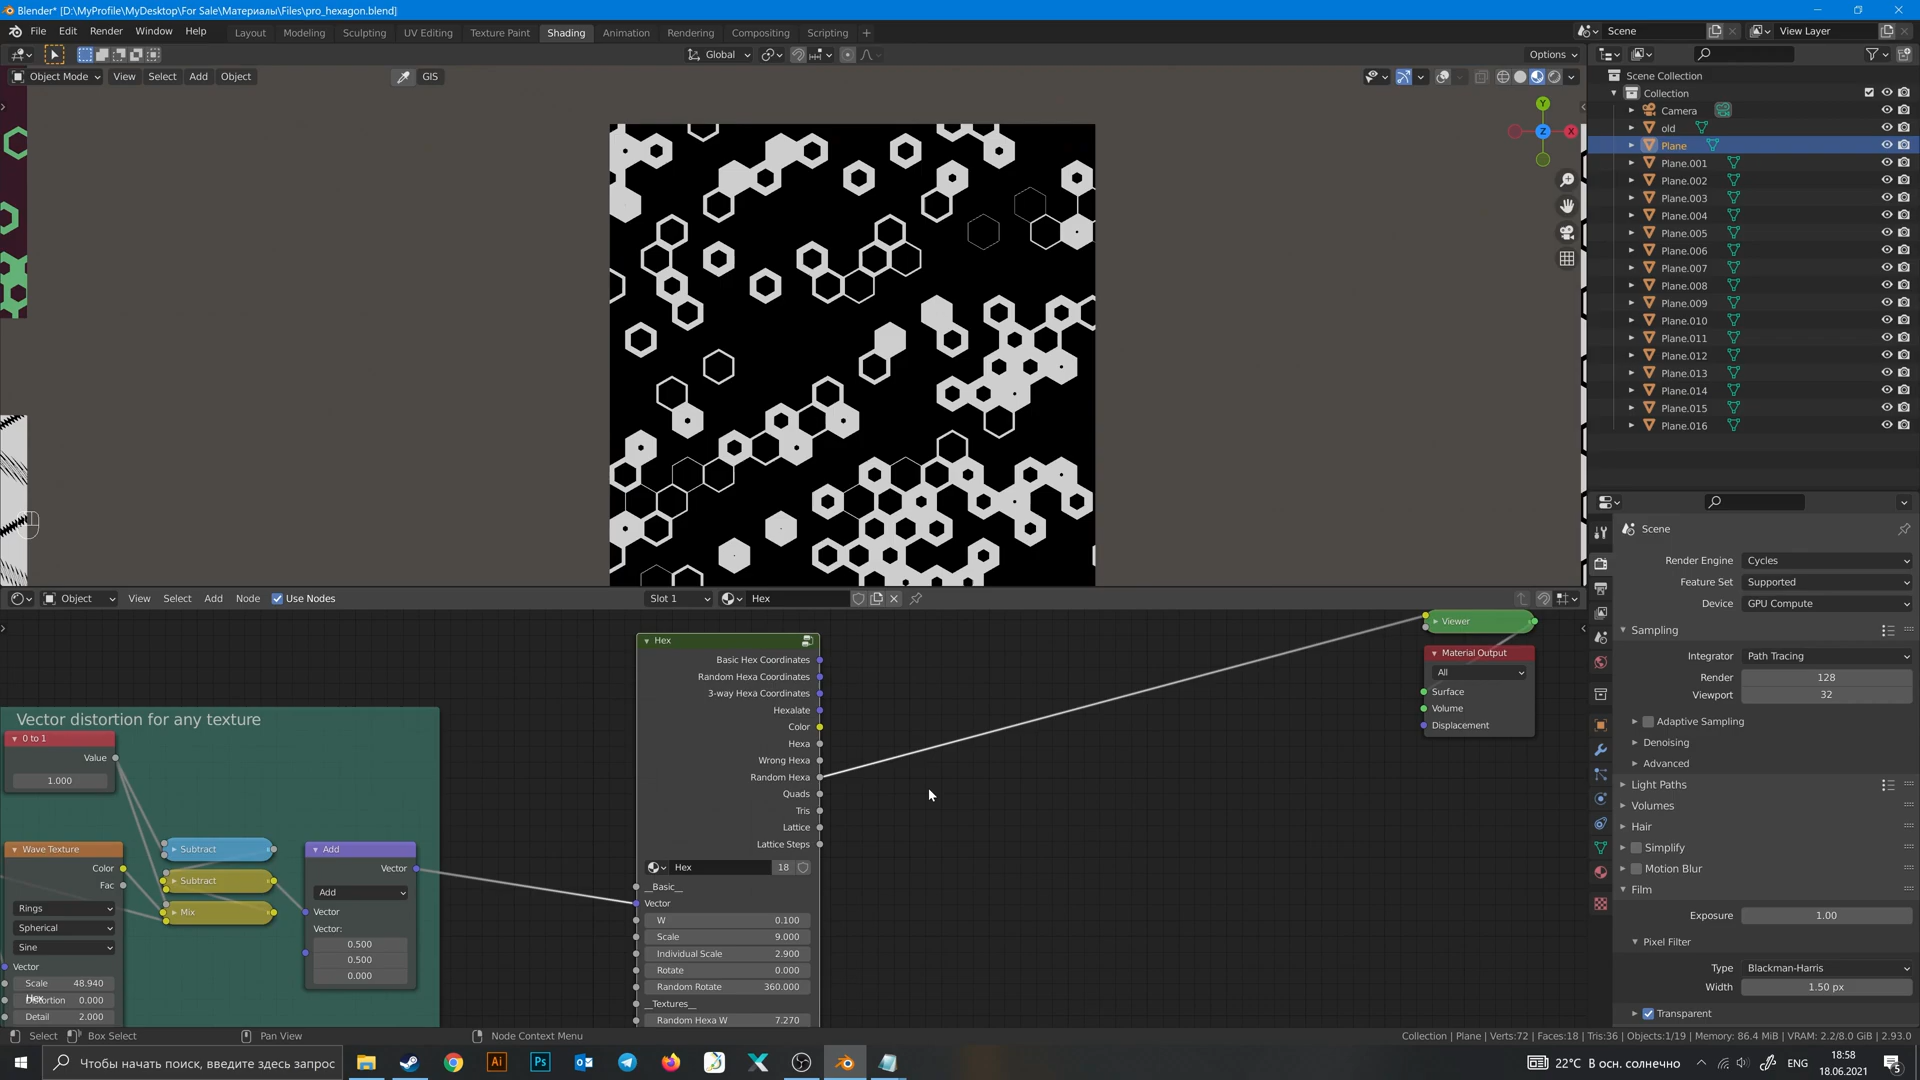 Blender* [D:\MyProfile\MyDesktop\For Sale\Материалы\Files\pro_hexagon.blend]
File Edit Render Window Help Layout Modeling Sculpting UV Editing Texture Paint Shading Animation Rendering Compositing Scripting + Scene View Layer
Global Options
Object Mode View Select Add Object GIS
Y
Z X
Scene Collection
Collection
Camera
old
Plane
Plane.001
Plane.002
Plane.003
Plane.004
Plane.005
Plane.006
Plane.007
Plane.008
Plane.009
Plane.010
Plane.011
Plane.012
Plane.013
Plane.014
Plane.015
Plane.016
Scene
Render Engine Cycles
Feature Set Supported
Device GPU Compute
Sampling
Integrator Path Tracing
Render 128
Viewport 32
Adaptive Sampling
Denoising
Advanced
Light Paths
Volumes
Hair
Simplify
Motion Blur
Film
Exposure 1.00
Pixel Filter
Type Blackman-Harris
Width 1.50 px
Transparent
Object View Select Add Node Use Nodes Slot 1 Hex
Vector distortion for any texture
0 to 1
Value
1.000
Wave Texture
Color
Fac
Rings
Spherical
Sine
Vector
Scale 48.940
Hex
Distortion 0.000
Detail 2.000
Subtract
Subtract
Mix
Add
Vector
Add
Vector
Vector:
0.500
0.500
0.000
Hex
Basic Hex Coordinates
Random Hexa Coordinates
3-way Hexa Coordinates
Hexalate
Color
Hexa
Wrong Hexa
Random Hexa
Quads
Tris
Lattice
Lattice Steps
Hex 18
__Basic__
Vector
W 0.100
Scale 9.000
Individual Scale 2.900
Rotate 0.000
Random Rotate 360.000
__Textures__
Random Hexa W 7.270
Viewer
Material Output
All
Surface
Volume
Displacement
Select Box Select Pan View Node Context Menu Collection | Plane | Verts:72 | Faces:18 | Tris:36 | Objects:1/19 | Memory: 86.4 MiB | VRAM: 2.2/8.0 GiB | 2.93.0
Чтобы начать поиск, введите здесь запрос Ai Ps 22°C В осн. солнечно ENG 18:58
18.06.2021 5